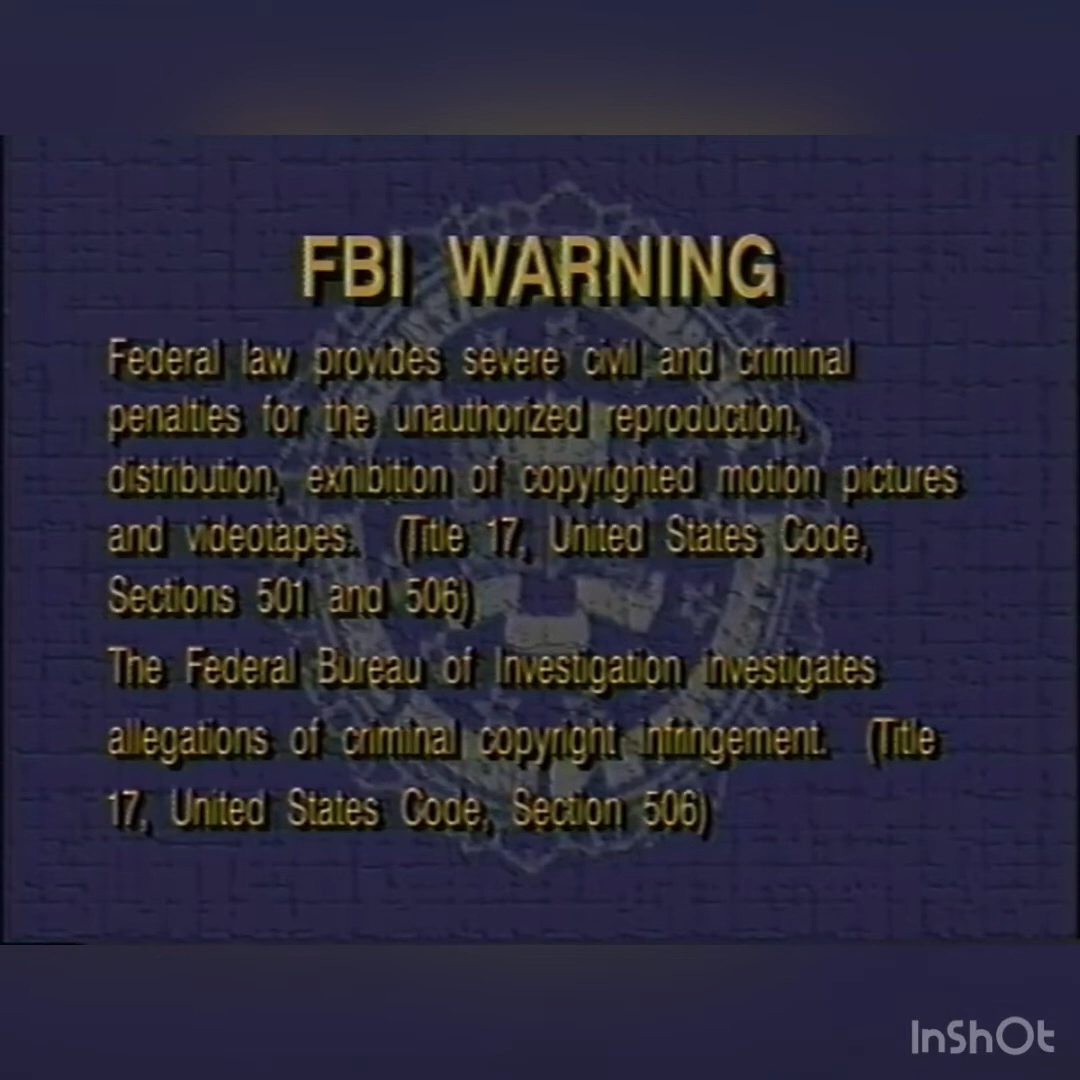 FBI WARNING
Federal law provides severe civil and criminal
penalties for the unauthorized reproduction,
distribution, exhibition of copyrighted motion pictures
and videotapes. (Title 17, United States Code,
Sections 501 and 506)
The Federal Bureau of Investigation investigates
allegations of criminal copyright infringement. (Title
17, United States Code, Section 506)
InShOt